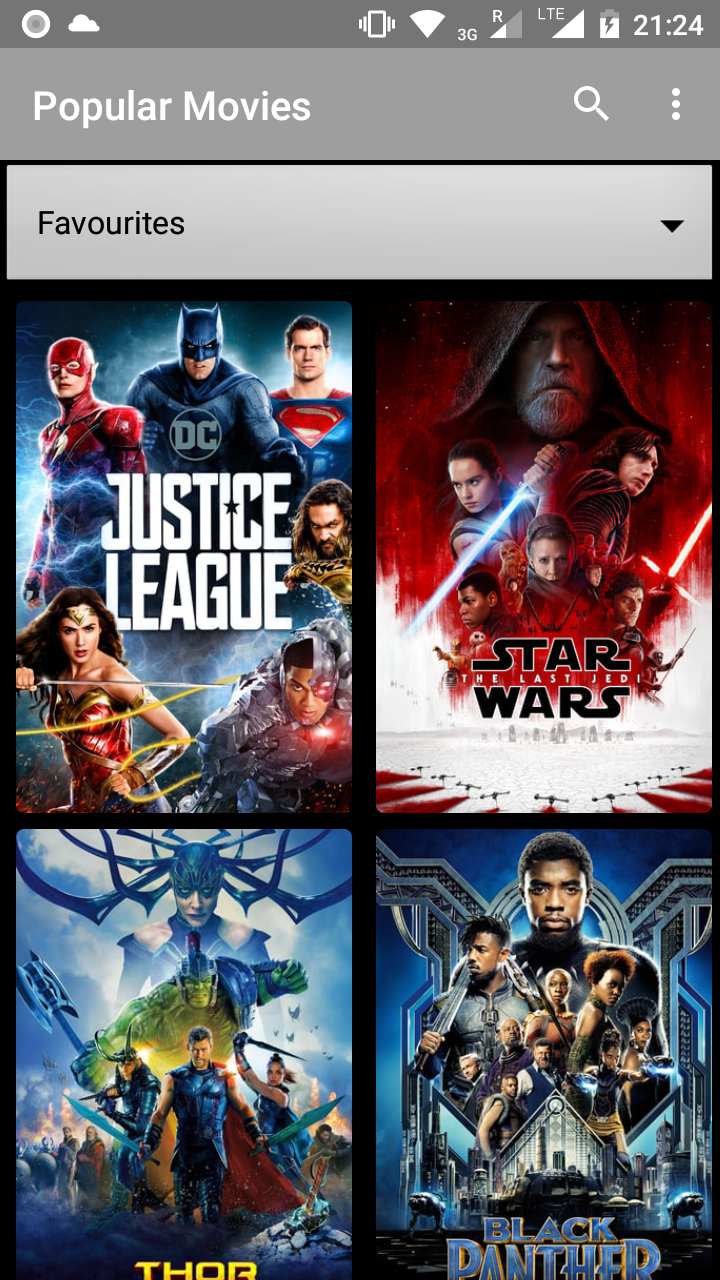 R
LTE
3G
21:24
Popular Movies
Favourites
DC
JUSTICE
LEAGUE
STAR
THE LAST JEDI
WARS
THOR
BLACK
PANTHER